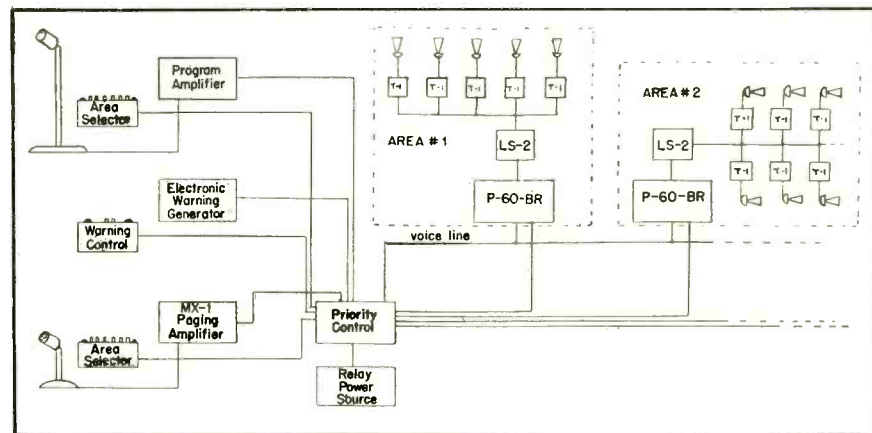 Program
Amplifier
Area
Selector
Electronic
Warning
Generator
Warning
Control
MX-1
Paging
Amplifier
Area
Selector
Priority
Control
Relay
Power
Source
voice line
AREA #1
T-1
T-1
T-1
T-1
T-1
LS-2
P-60-BR
AREA #2
T-1
T-1
T-1
LS-2
T-1
T-1
T-1
P-60-BR